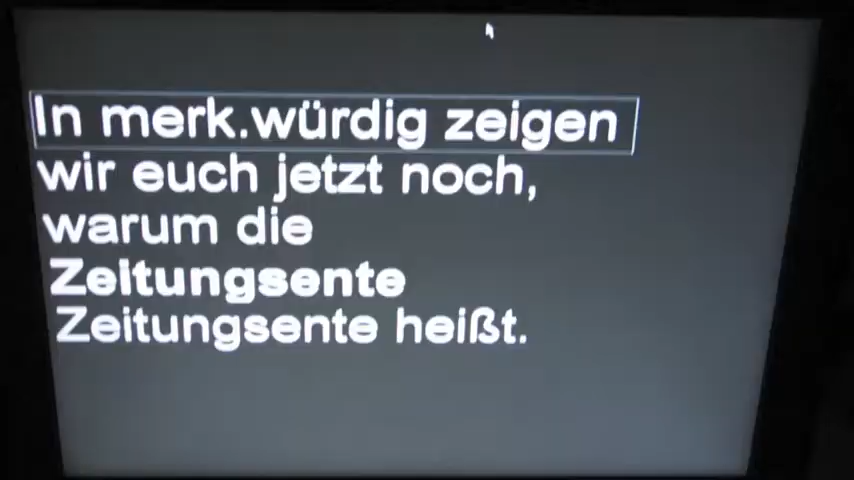 In merk.würdig zeigen
wir euch jetzt noch,
warum die
Zeitungsente
Zeitungsente heißt.